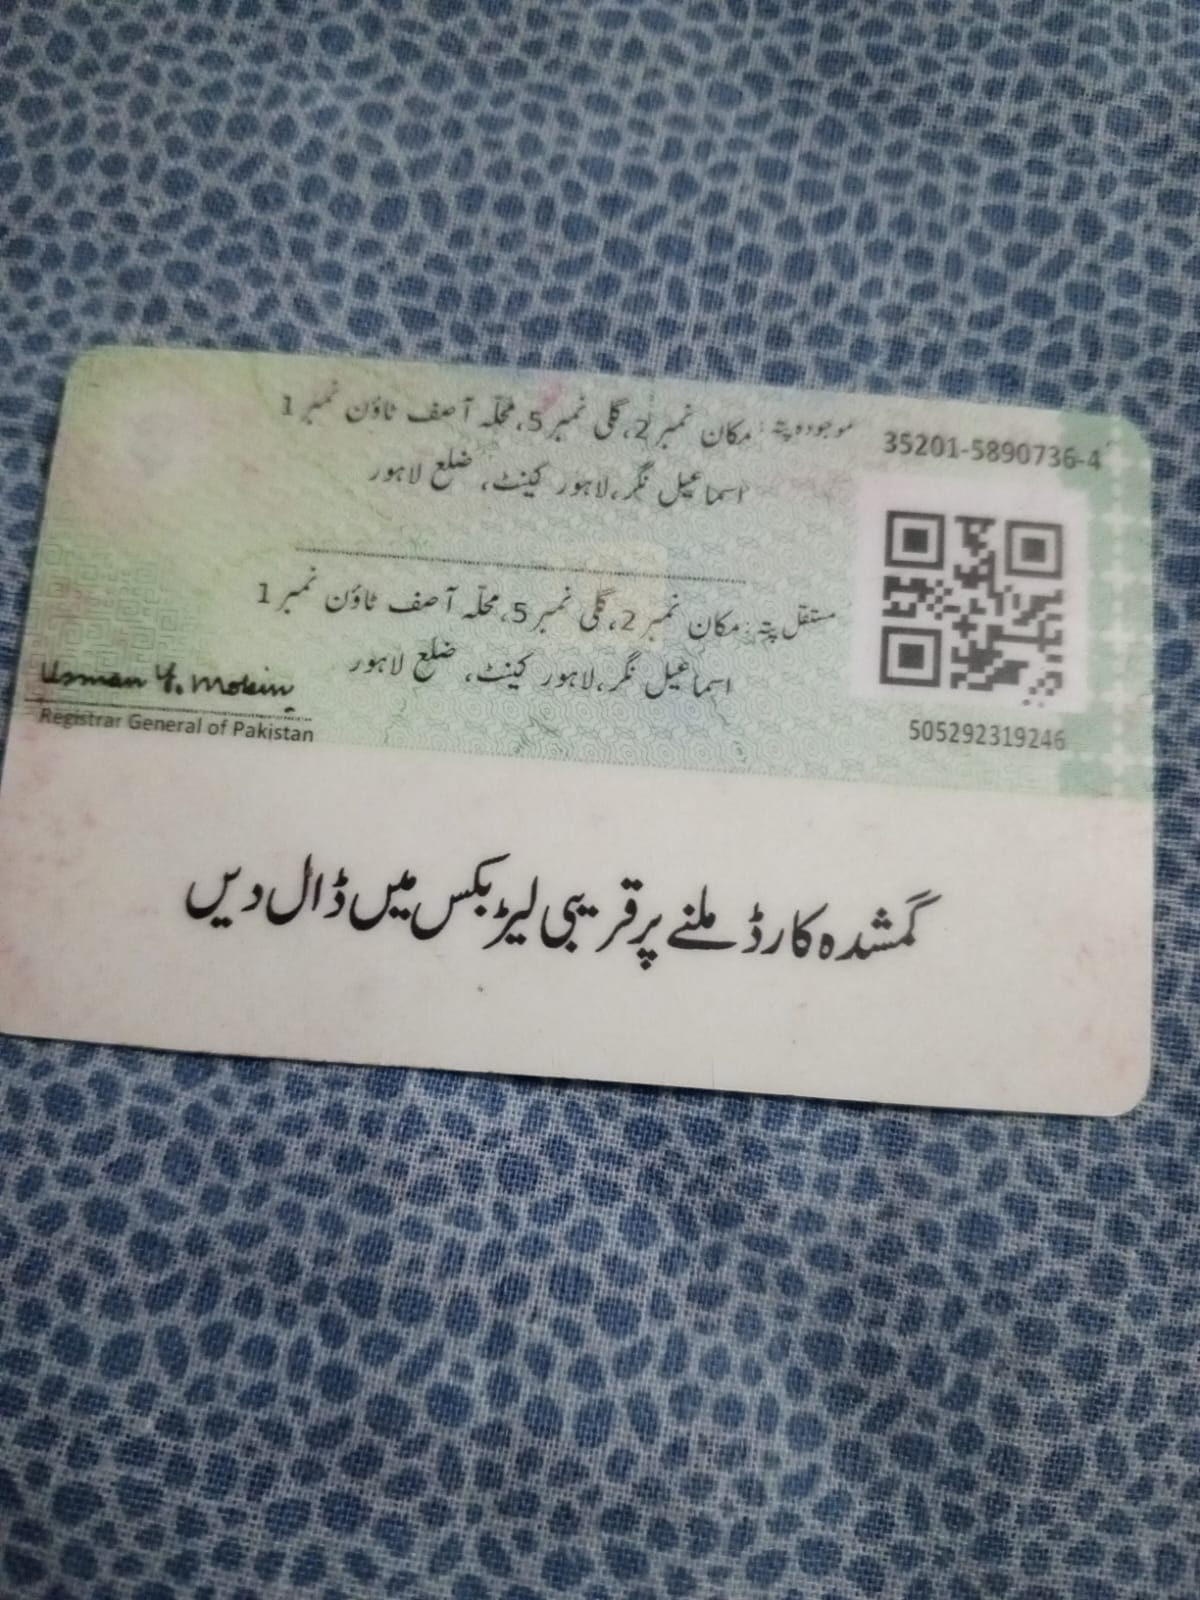 35201-5890736-4
موجودہ پتہ: مکان نمبر 2، گلی نمبر 5، محلّہ آصف ٹاؤن نمبر 1
اسماعیل نگر، لاہور کینٹ، ضلع لاہور
مستقل پتہ: مکان نمبر 2، گلی نمبر 5، محلّہ آصف ٹاؤن نمبر 1
اسماعیل نگر، لاہور کینٹ، ضلع لاہور
Usman Y. Mobin
Registrar General of Pakistan
505292319246
گمشدہ کارڈ ملنے پر قریبی لیٹر بکس میں ڈال دیں